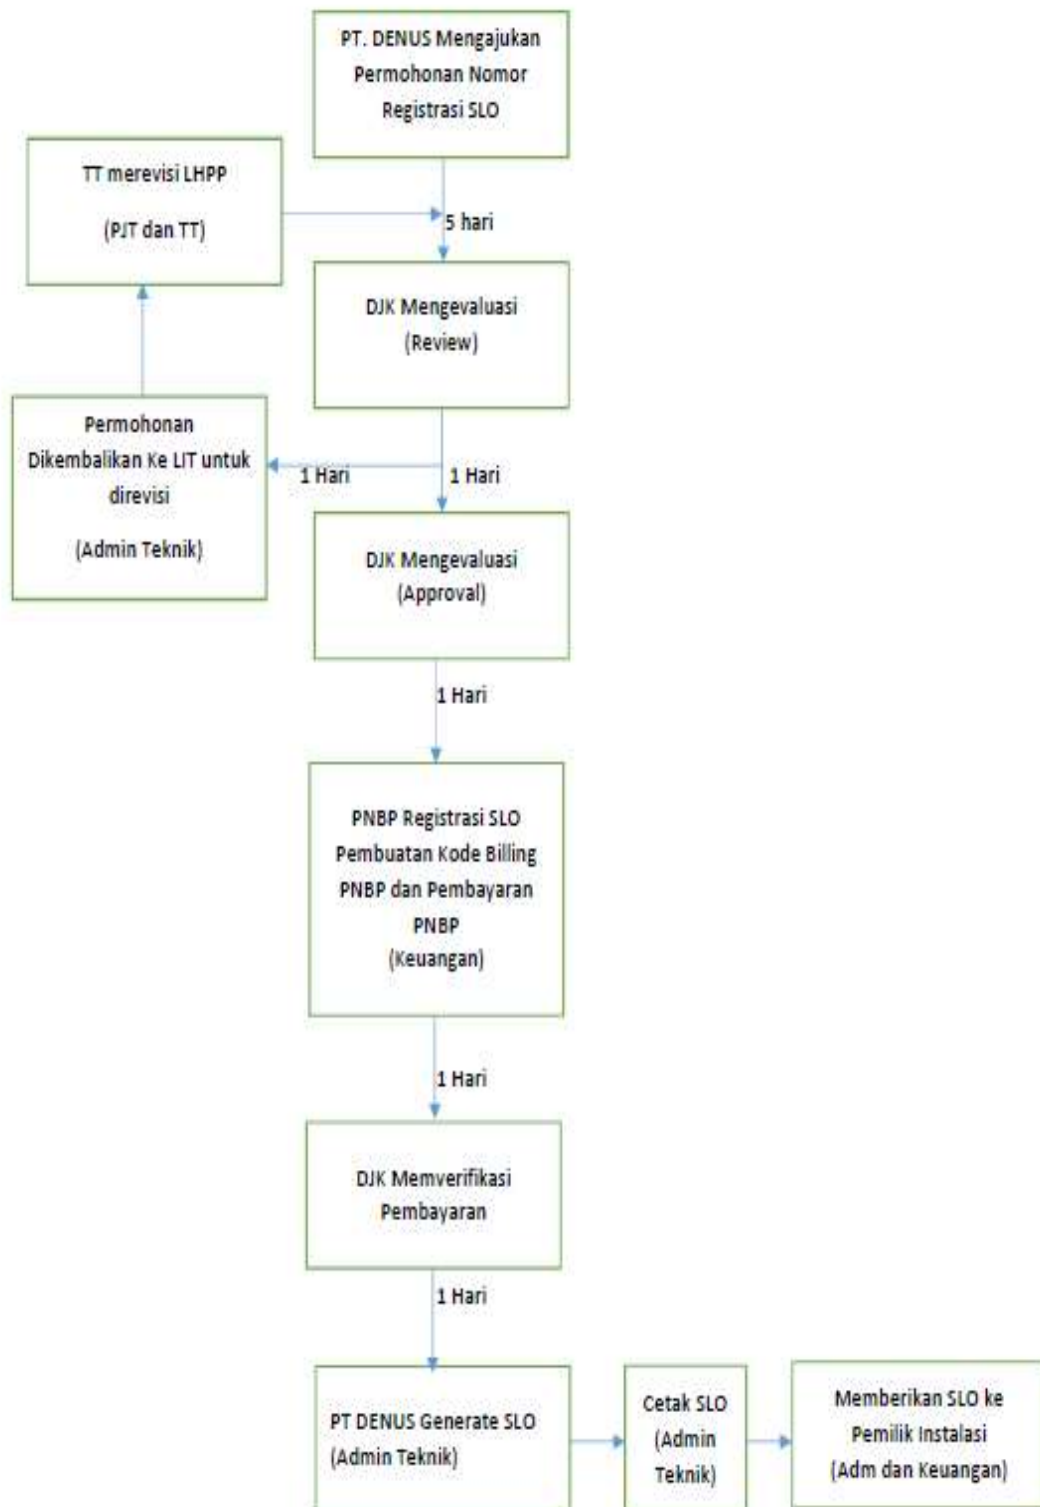 PT. DENUS Mengajukan
Permohonan Nomor
Registrasi SLO
TT merevisi LHPP
(PJT dan TT)
5 hari
DJK Mengevaluasi
(Review)
Permohonan
Dikembalikan Ke LIT untuk
direvisi
(Admin Teknik)
1 Hari
1 Hari
DJK Mengevaluasi
(Approval)
1 Hari
PNBP Registrasi SLO
Pembuatan Kode Billing
PNBP dan Pembayaran
PNBP
(Keuangan)
1 Hari
DJK Memverifikasi
Pembayaran
1 Hari
PT DENUS Generate SLO
(Admin Teknik)
Cetak SLO
(Admin
Teknik)
Memberikan SLO ke
Pemilik Instalasi
(Adm dan Keuangan)